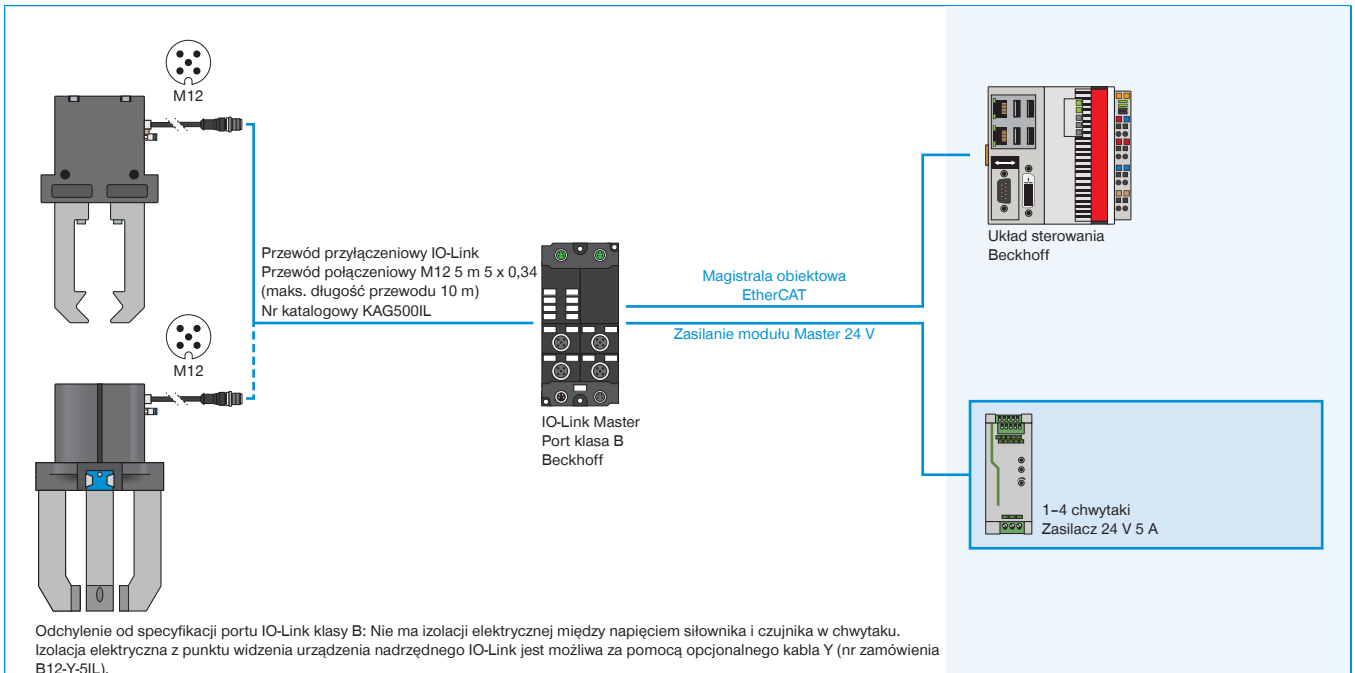 M12
Przewód przyłączeniowy IO-Link
Przewód połączeniowy M12 5 m 5 x 0,34
(maks. długość przewodu 10 m)
Nr katalogowy KAG500IL
M12
IO-Link Master
Port klasa B
Beckhoff
Magistrala obiektowa
EtherCAT
Zasilanie modułu Master 24 V
Układ sterowania
Beckhoff
1–4 chwytaki
Zasilacz 24 V 5 A
Odchylenie od specyfikacji portu IO-Link klasy B: Nie ma izolacji elektrycznej między napięciem siłownika i czujnika w chwytaku.
Izolacja elektryczna z punktu widzenia urządzenia nadrzędnego IO-Link jest możliwa za pomocą opcjonalnego kabla Y (nr zamówienia
B12-Y-5IL).